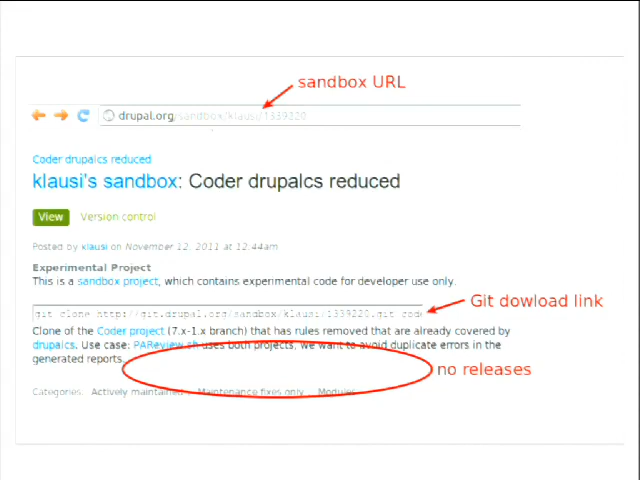 sandbox URL
drupal.org/sandbox/klausi/1339220
Coder drupalcs reduced
klausi's sandbox: Coder drupalcs reduced
View Version control
Posted by klausi on November 12, 2011 at 12:44am
Experimental Project
This is a sandbox project, which contains experimental code for developer use only.
git clone http://git.drupal.org/sandbox/klausi/1339220.git code
Git dowload link
Clone of the Coder project (7.x-1.x branch) that has rules removed that are already covered by
drupalcs. Use case: PAReview.sh uses both projects, we want to avoid duplicate errors in the
generated reports.
no releases
Categories: Actively maintained Maintenance fixes only Modules